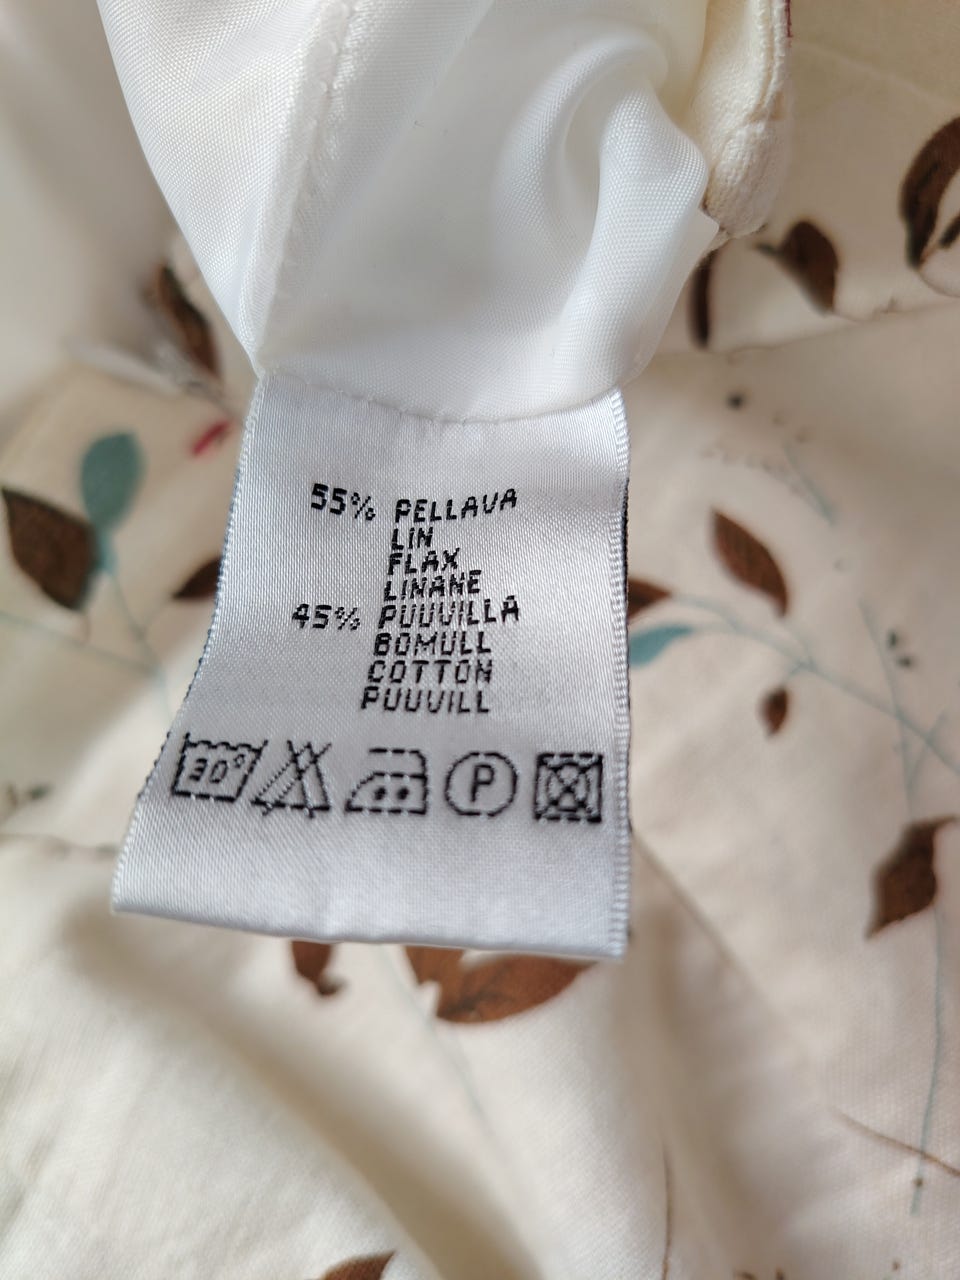 55% PELLAVA
LIN
FLAX
LINANE
45% PUUVILLA
BOMULL
COTTON
PUUVILL
30° P